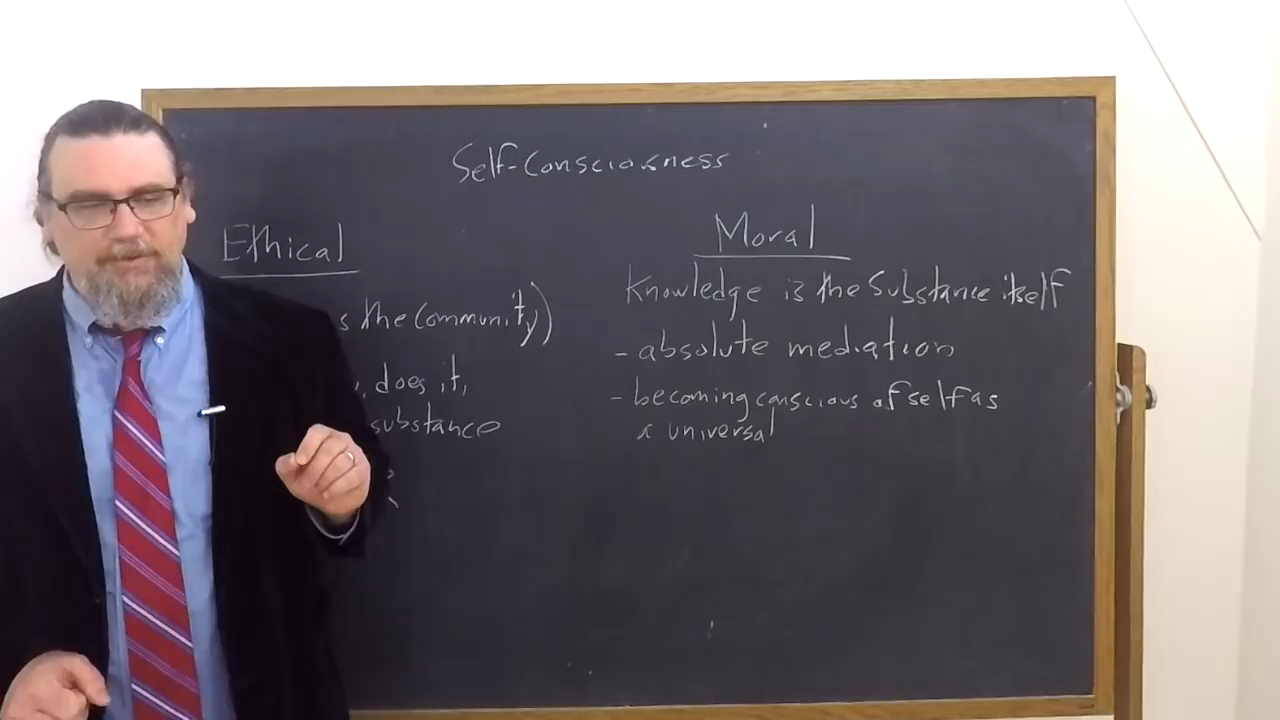 Self-Consciousness
Ethical
s the Community)
, does it,
substance
Moral
Knowledge is the Substance itself
- absolute mediation
- becoming conscious of self as
a universal